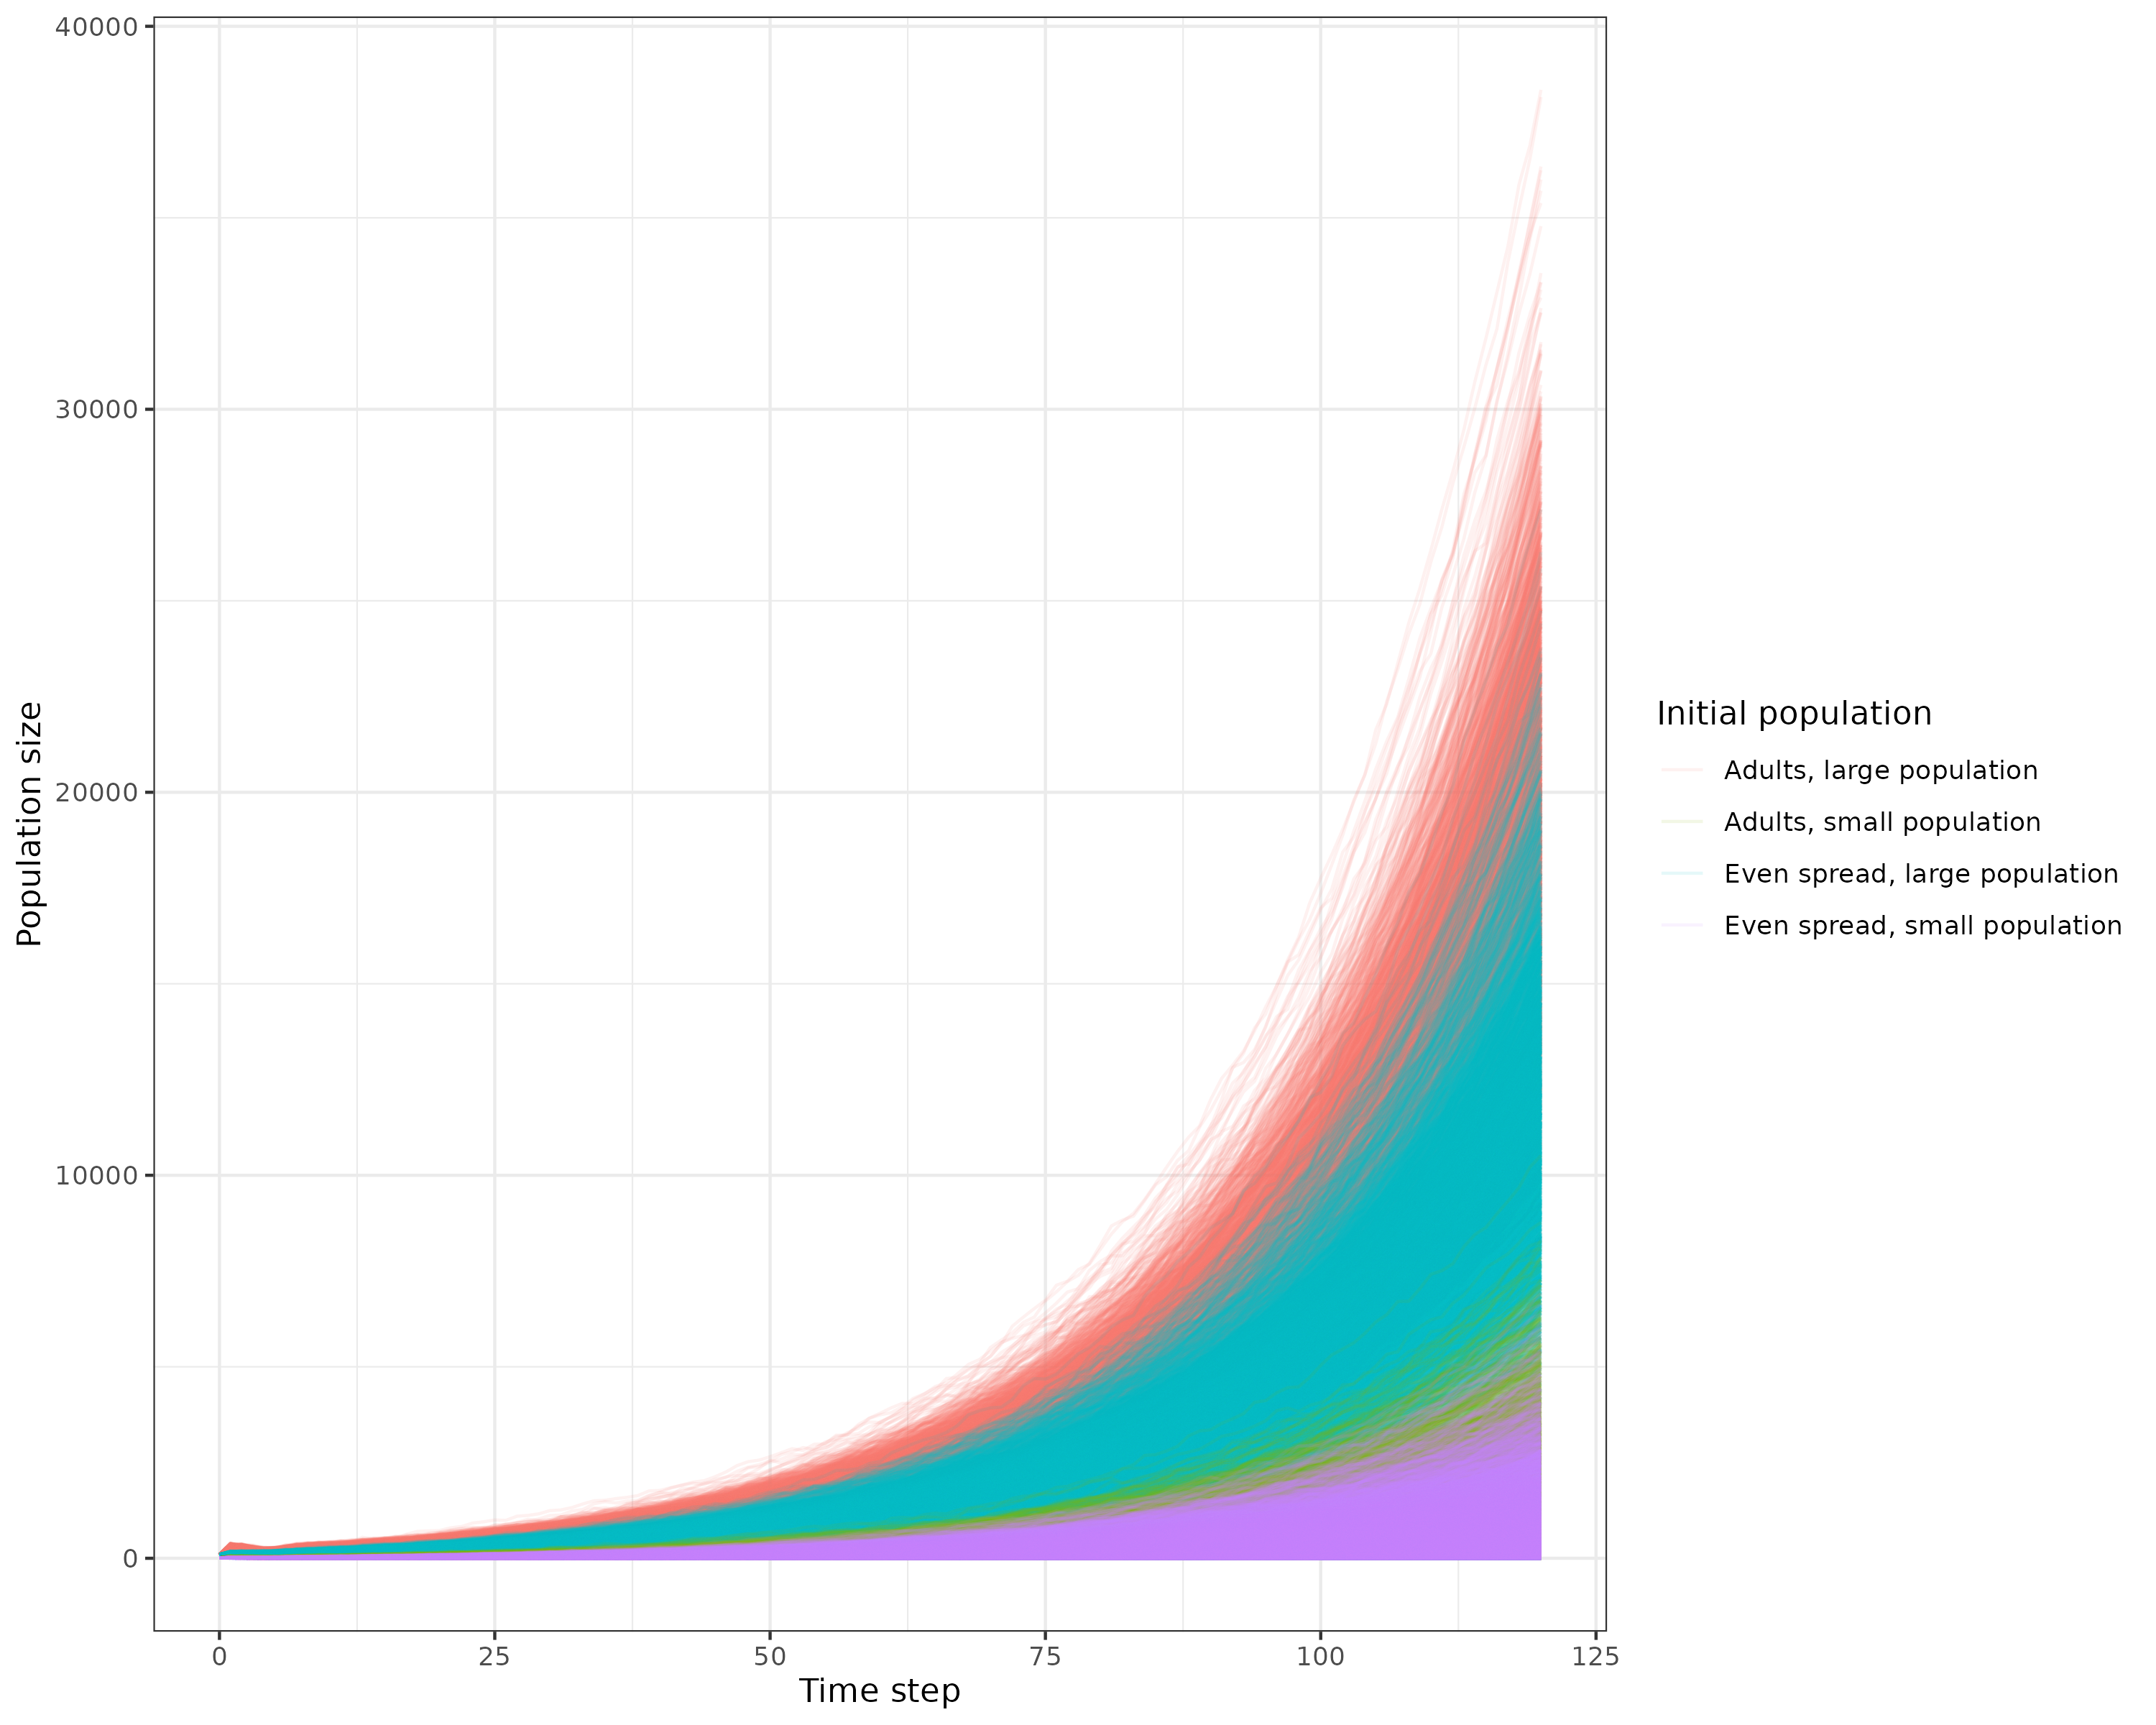 40000
30000
20000
10000
0
Population size
0 25 50 75 100 125
Time step
Initial population
Adults, large population
Adults, small population
Even spread, large population
Even spread, small population